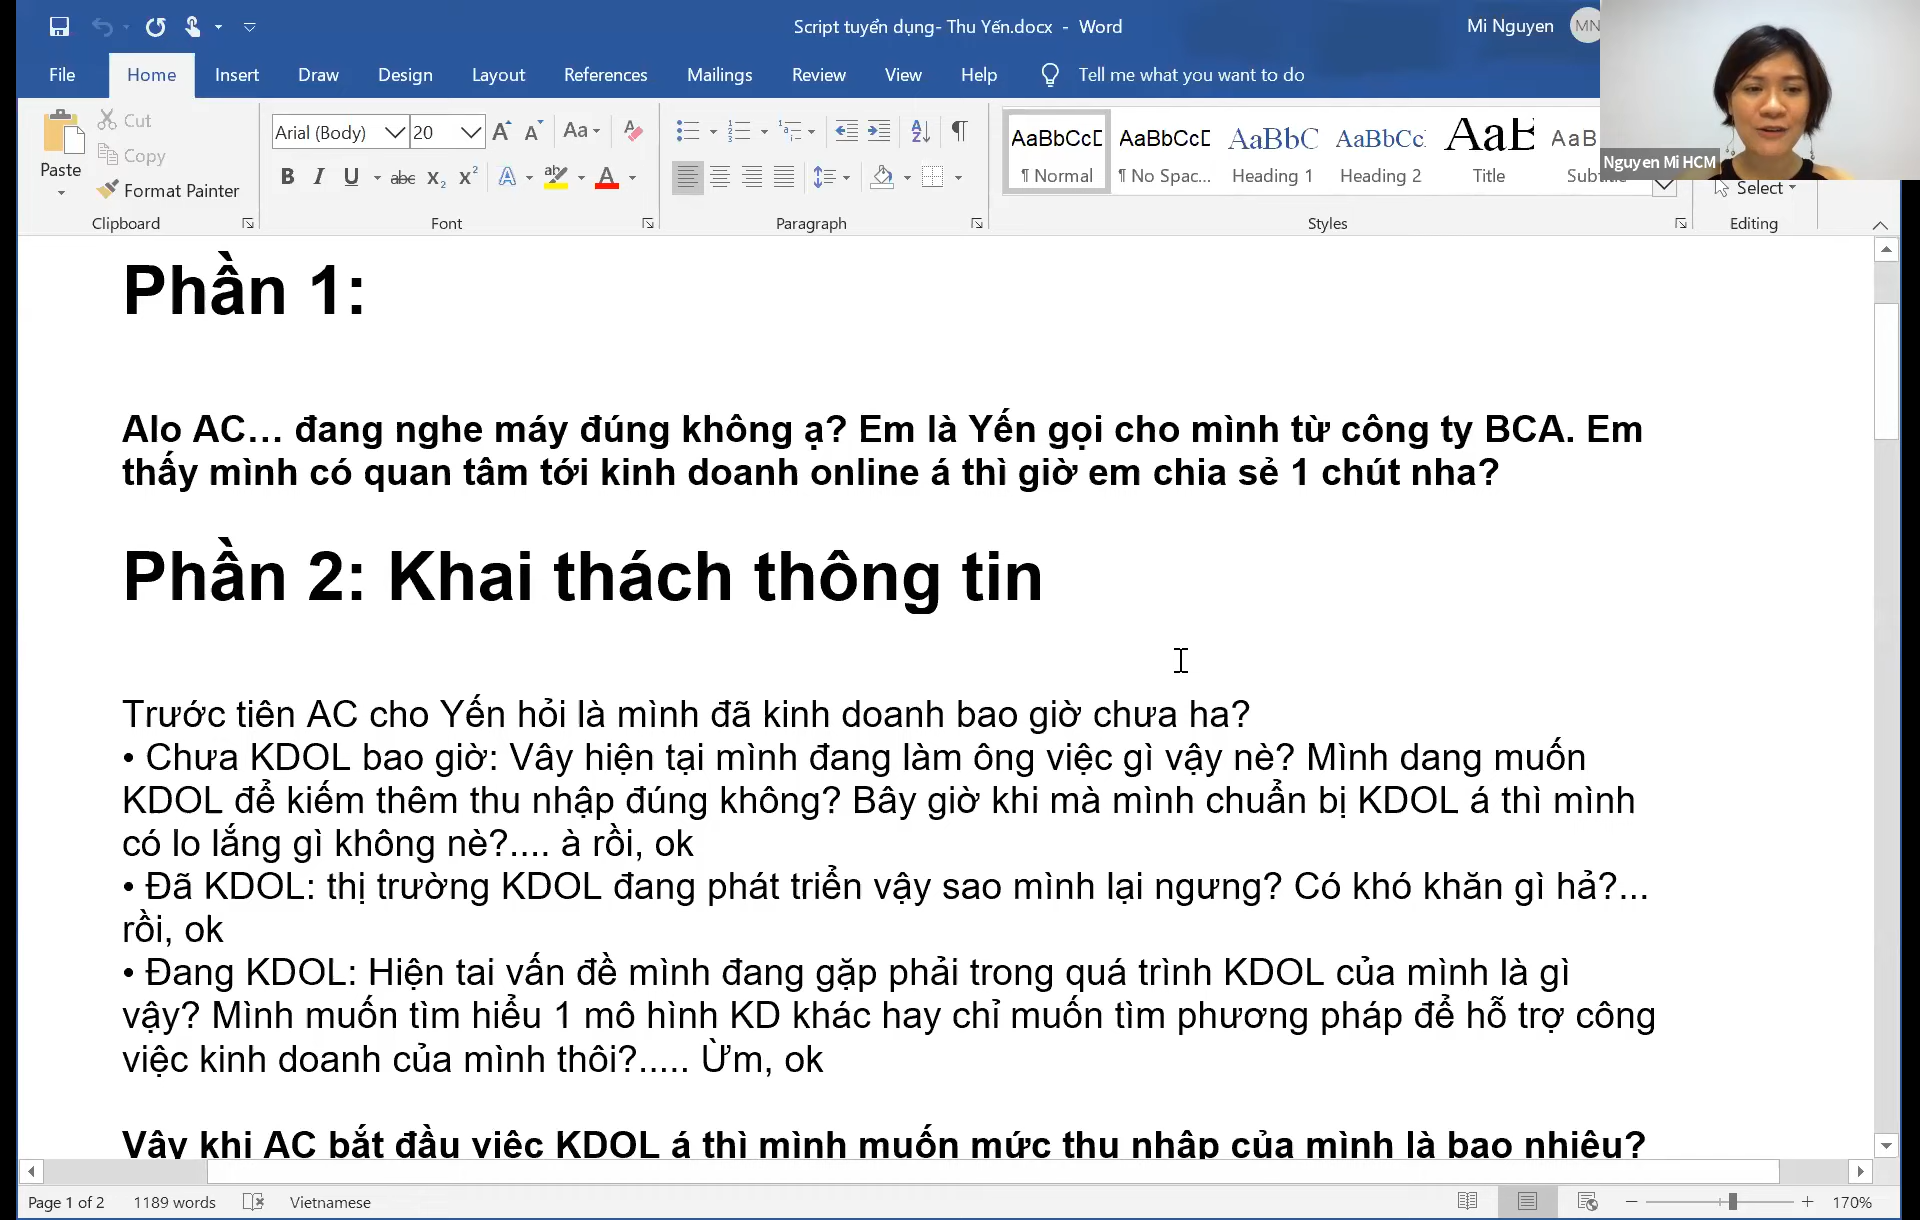 Script tuyển dụng- Thu Yến.docx - Word
Mi Nguyen
MN
File Home Insert Draw Design Layout References Mailings Review View Help Tell me what you want to do
Cut
Copy
Format Painter
Paste
Clipboard
Arial (Body) 20
Font
Paragraph
AaBbCcD AaBbCcD AaBbC AaBbCc AaB AaB
¶ Normal ¶ No Spac... Heading 1 Heading 2 Title
Styles
Select
Editing
Nguyen Mi HCM
Phần 1:
Alo AC… đang nghe máy đúng không ạ? Em là Yến gọi cho mình từ công ty BCA. Em
thấy mình có quan tâm tới kinh doanh online á thì giờ em chia sẻ 1 chút nha?
Phần 2: Khai thách thông tin
Trước tiên AC cho Yến hỏi là mình đã kinh doanh bao giờ chưa ha?
• Chưa KDOL bao giờ: Vây hiện tại mình đang làm ông việc gì vậy nè? Mình dang muốn
KDOL để kiếm thêm thu nhập đúng không? Bây giờ khi mà mình chuẩn bị KDOL á thì mình
có lo lắng gì không nè?.... à rồi, ok
• Đã KDOL: thị trường KDOL đang phát triển vậy sao mình lại ngưng? Có khó khăn gì hả?...
rồi, ok
• Đang KDOL: Hiện tai vấn đề mình đang gặp phải trong quá trình KDOL của mình là gì
vậy? Mình muốn tìm hiểu 1 mô hình KD khác hay chỉ muốn tìm phương pháp để hỗ trợ công
việc kinh doanh của mình thôi?..... Ừm, ok
Vây khi AC bắt đầu việc KDOL á thì mình muốn mức thu nhập của mình là bao nhiêu?
Page 1 of 2 1189 words Vietnamese 170%